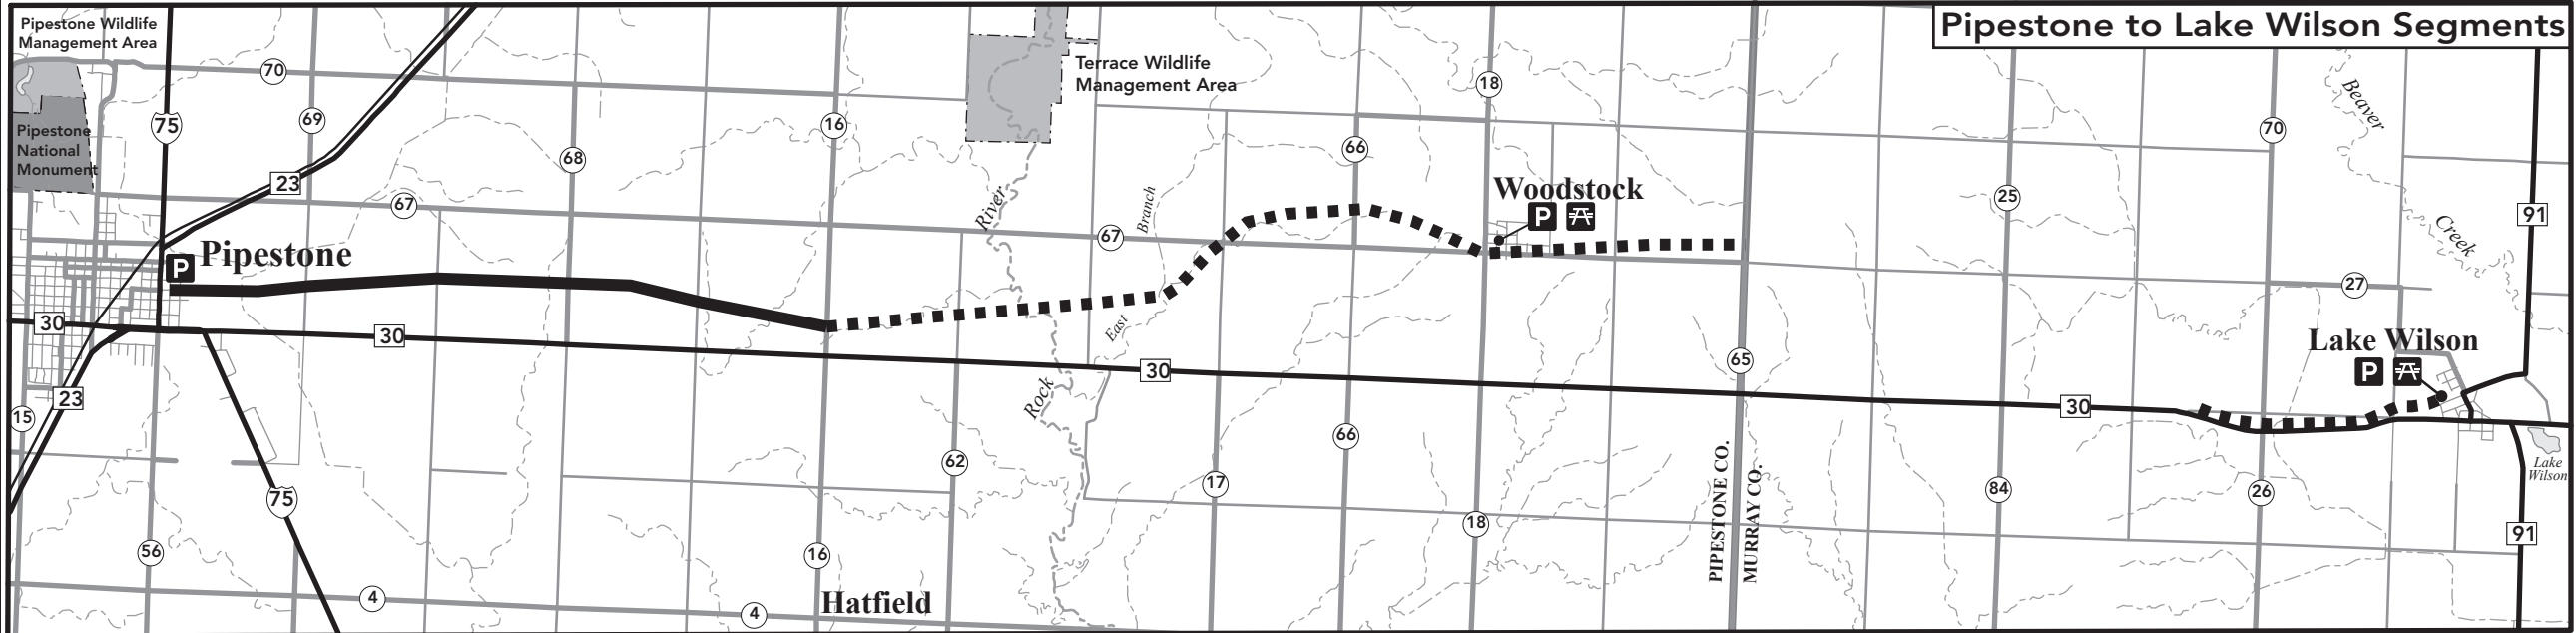 Pipestone to Lake Wilson Segments
Pipestone Wildlife
Management Area
Terrace Wildlife
Management Area
70
18
Beaver
Pipestone
National
Monument
75
69
16
68
66
70
23
67
River
Branch
67
Woodstock
P
25
91
Creek
Pipestone
P
27
30
30
East
30
Lake Wilson
P
65
Rock
23
15
30
66
62
17
84
26
Lake
Wilson
75
18
PIPESTONE CO.
MURRAY CO.
91
56
16
4
4
Hatfield